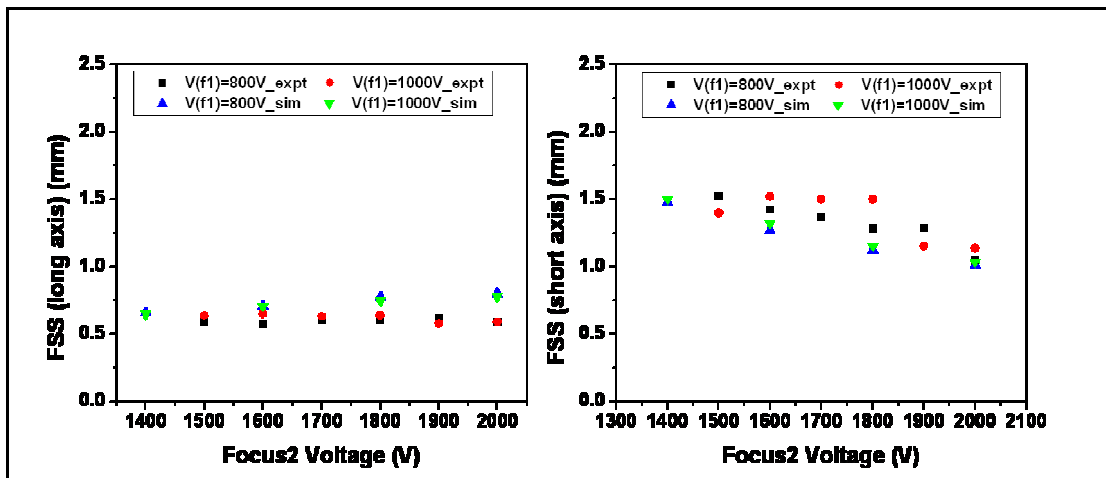 2.5
2.0
1.5
1.0
0.5
0.0
FSS (long axis) (mm)
V(f1)=800V_expt V(f1)=1000V_expt
V(f1)=800V_sim V(f1)=1000V_sim
1400 1500 1600 1700 1800 1900 2000
Focus2 Voltage (V)
2.5
2.0
1.5
1.0
0.5
0.0
FSS (short axis) (mm)
V(f1)=800V_expt V(f1)=1000V_expt
V(f1)=800V_sim V(f1)=1000V_sim
1300 1400 1500 1600 1700 1800 1900 2000 2100
Focus2 Voltage (V)